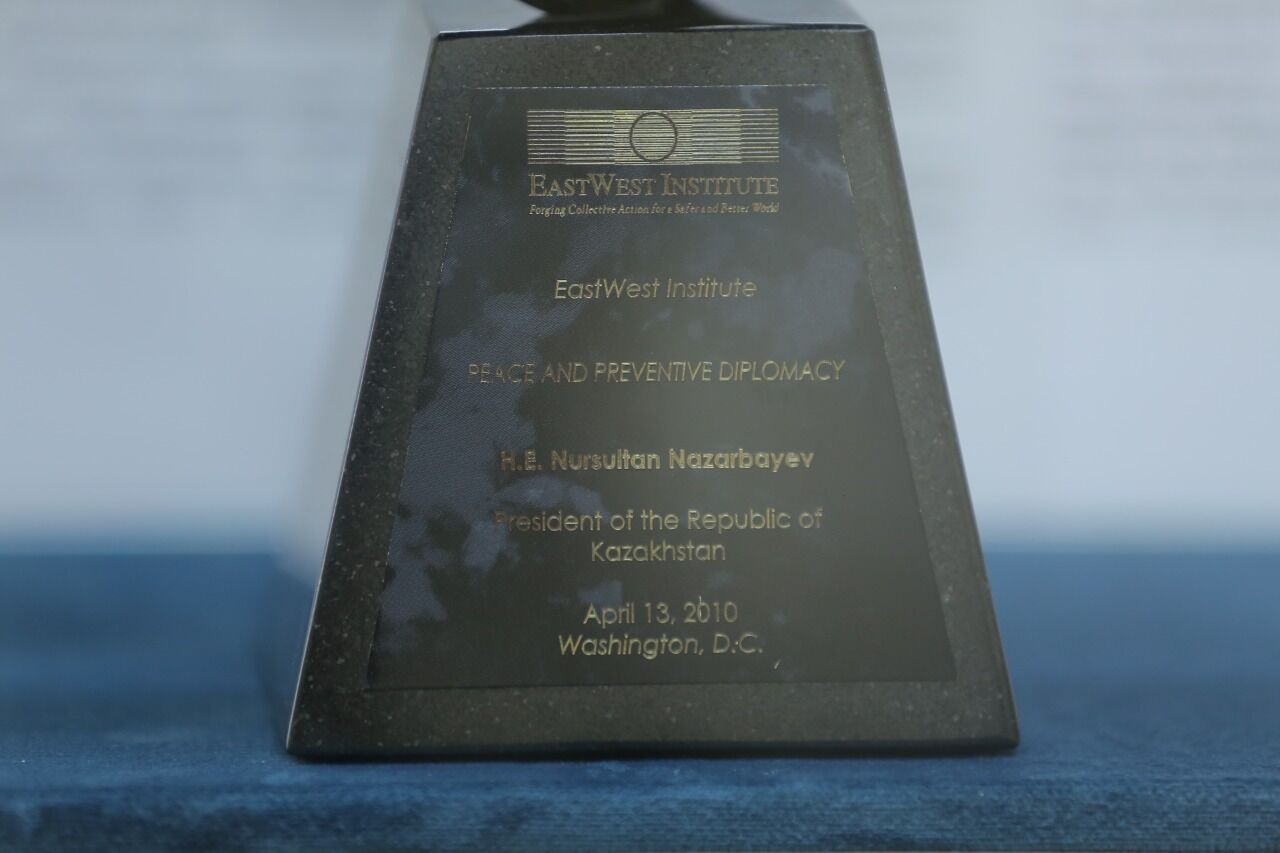 EASTWEST INSTITUTE
Forging Collective Action for a Safer and Better World
EastWest Institute
PEACE AND PREVENTIVE DIPLOMACY
H.E. Nursultan Nazarbayev
President of the Republic of
Kazakhstan
April 13, 2010
Washington, D.C.